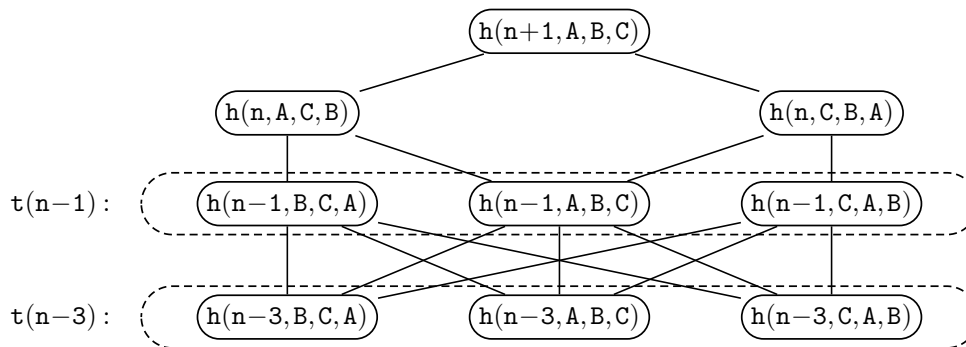 h(n+1,A,B,C)
h(n,A,C,B) h(n,C,B,A)
t(n−1): h(n−1,B,C,A) h(n−1,A,B,C) h(n−1,C,A,B)
t(n−3): h(n−3,B,C,A) h(n−3,A,B,C) h(n−3,C,A,B)